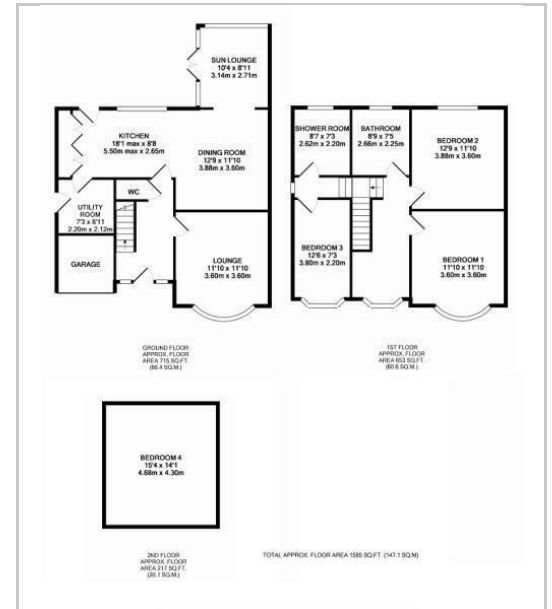 SUN LOUNGE
10'4 x 8'11
3.14m x 2.71m
KITCHEN
18'1 max x 8'8
5.50m max x 2.65m
DINING ROOM
12'9 x 11'10
3.88m x 3.60m
WC
UTILITY
ROOM
7'3 x 6'11
2.20m x 2.12m
GARAGE
LOUNGE
11'10 x 11'10
3.60m x 3.60m
GROUND FLOOR
APPROX. FLOOR
AREA 715 SQ.FT.
(66.4 SQ.M.)
SHOWER ROOM
8'7 x 7'3
2.62m x 2.20m
BATHROOM
8'9 x 7'5
2.66m x 2.25m
BEDROOM 2
12'9 x 11'10
3.88m x 3.60m
BEDROOM 3
12'6 x 7'3
3.80m x 2.20m
BEDROOM 1
11'10 x 11'10
3.60m x 3.60m
1ST FLOOR
APPROX. FLOOR
AREA 653 SQ.FT.
(60.6 SQ.M.)
BEDROOM 4
15'4 x 14'1
4.68m x 4.30m
2ND FLOOR
APPROX. FLOOR
AREA 217 SQ.FT.
(20.1 SQ.M.)
TOTAL APPROX. FLOOR AREA 1585 SQ.FT. (147.1 SQ.M)